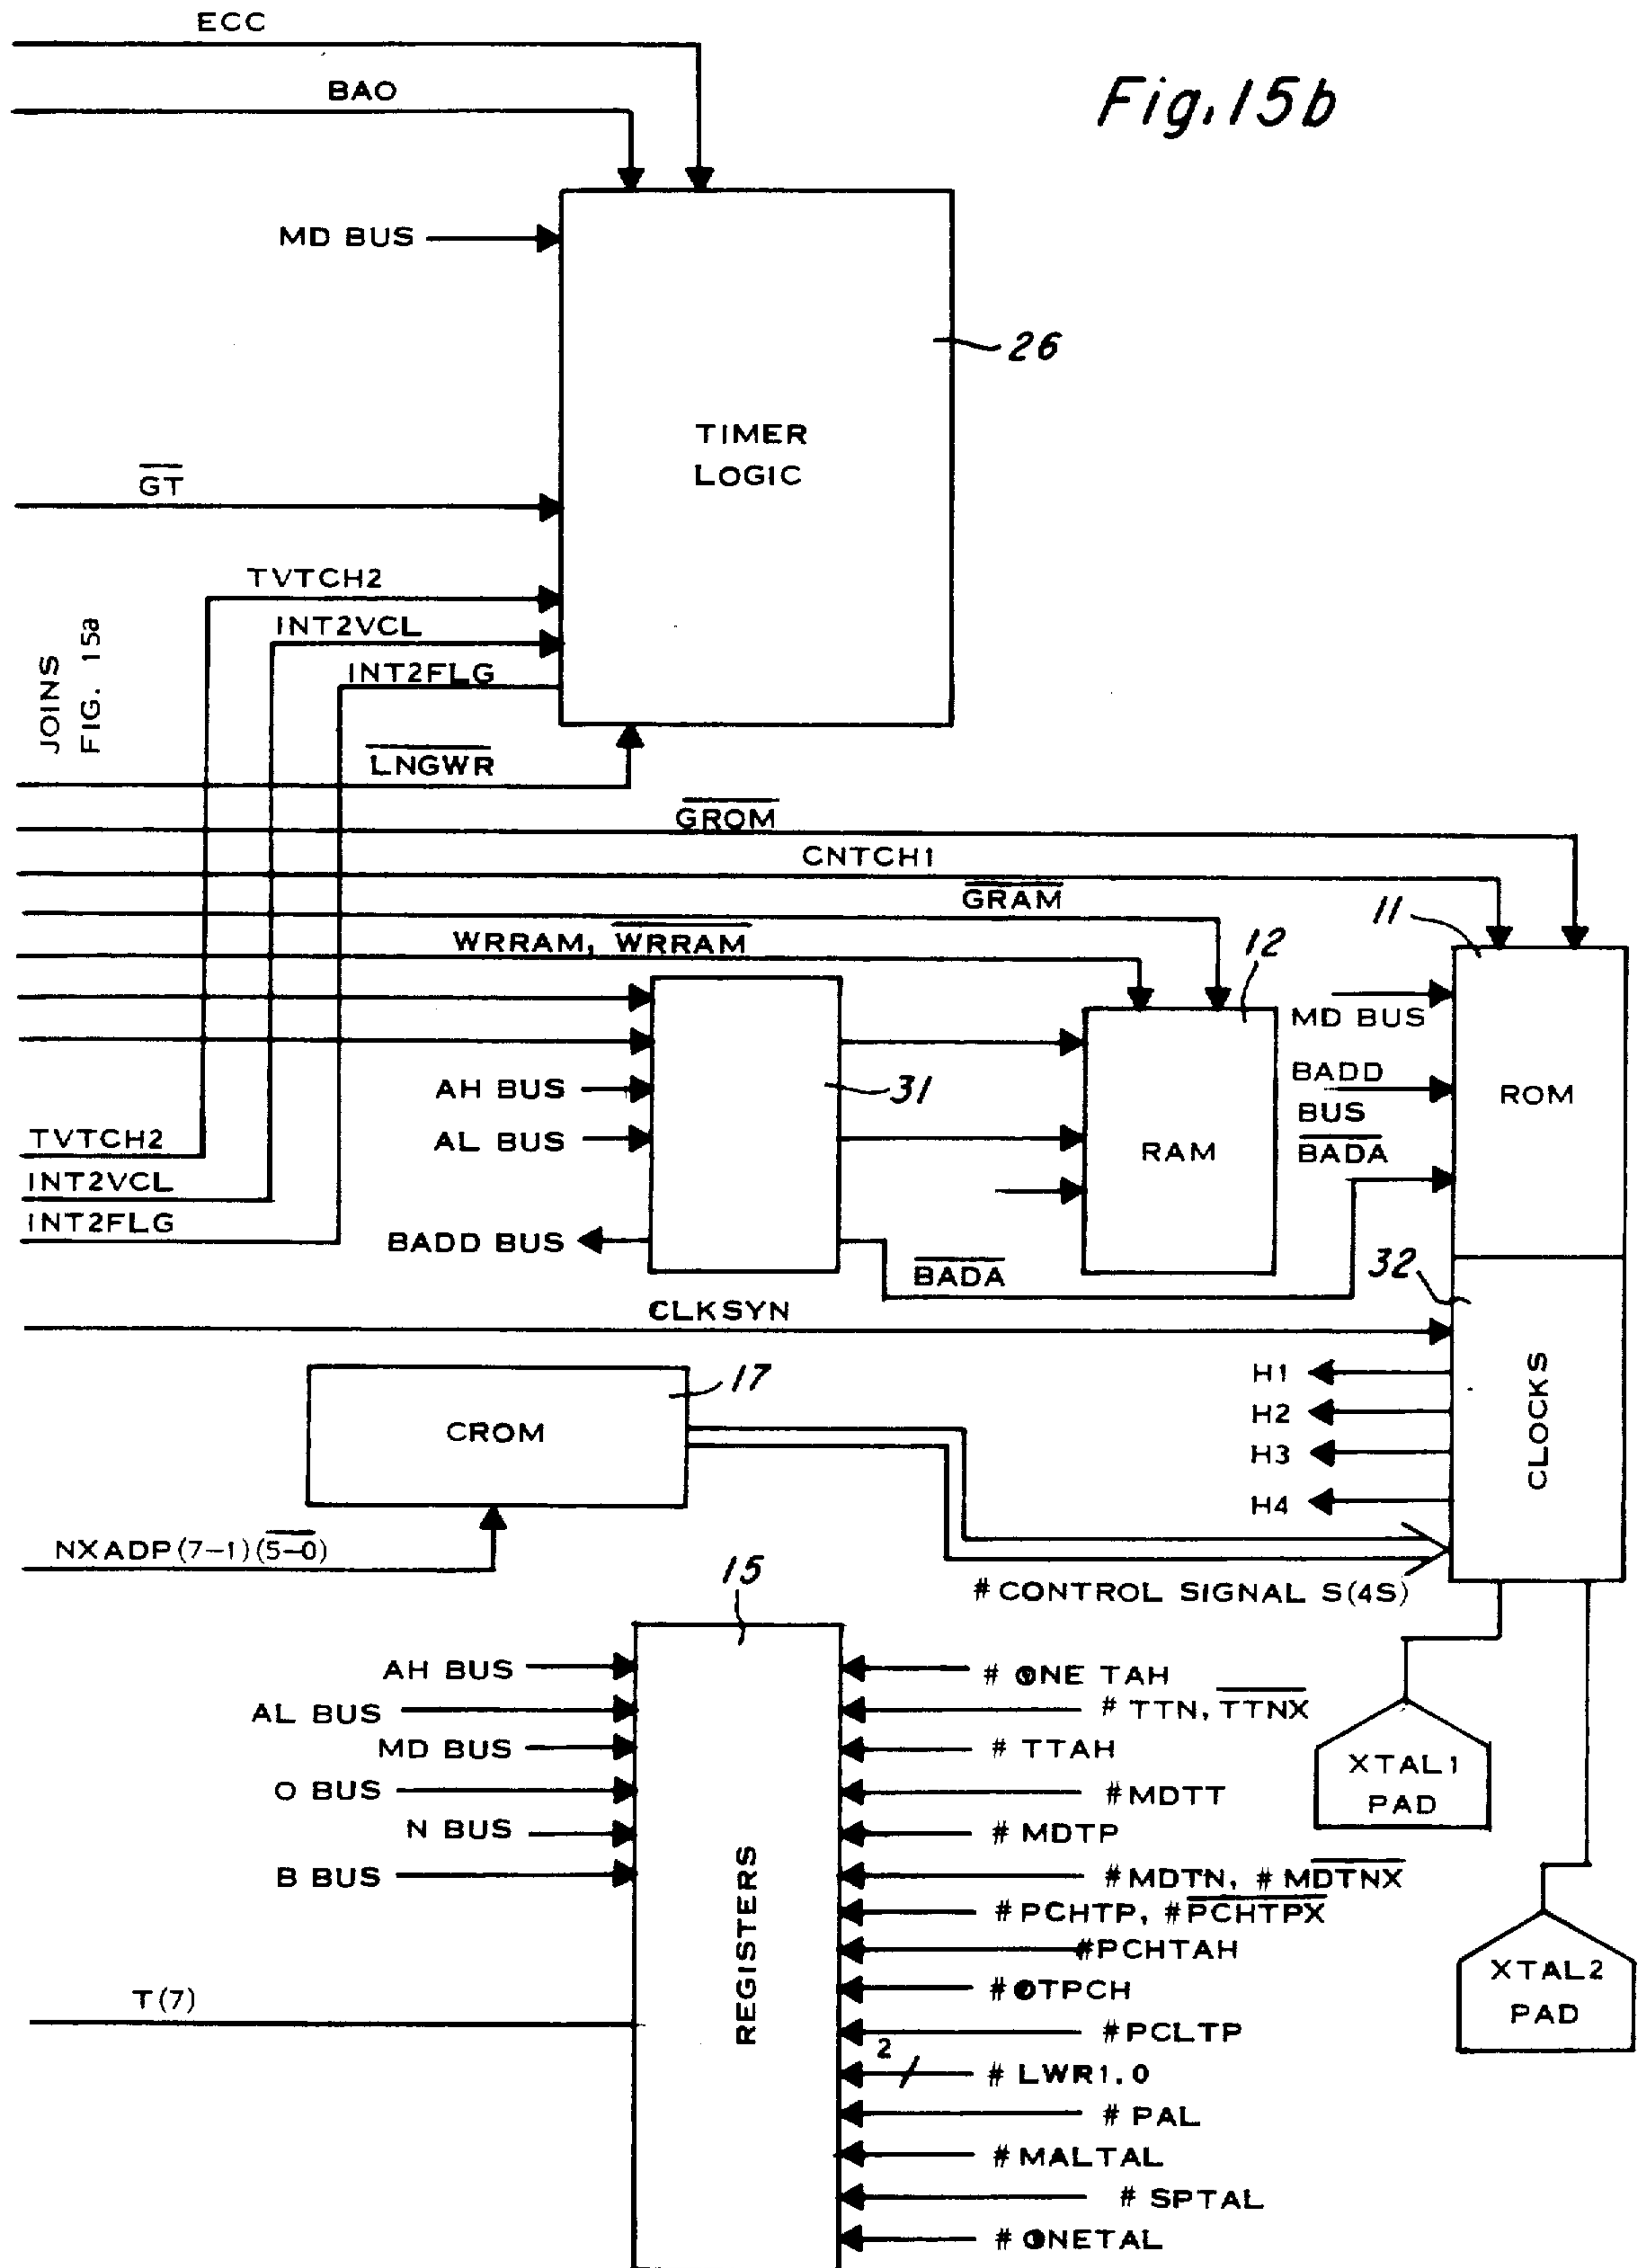 ECC
Fig. 15b
BAO
MD BUS
26
TIMER
LOGIC
GT
TVTCH2
INT2VCL
INT2FLG
JOINS
FIG. 15a
LNGWR
GROM
CNTCH1
GRAM
11
WRRAM, WRRAM
12
MD BUS
AH BUS
31
BADD
BUS
ROM
AL BUS
TVTCH2
RAM
BADA
INT2VCL
INT2FLG
BADD BUS
BADA
32
CLKSYN
17
CROM
H1
H2
H3
H4
CLOCKS
NXADP(7-1)(5-0)
15
# CONTROL SIGNAL S(4S)
AH BUS
AL BUS
MD BUS
O BUS
N BUS
B BUS
REGISTERS
T(7)
# ONE TAH
# TTN, TTNX
# TTAH
#MDTT
# MDTP
#MDTN, # MDTNX
#PCHTP, #PCHTPX
#PCHTAH
#OTPCH
#PCLTP
2
# LWR1.0
# PAL
# MALTAL
# SPTAL
# ONETAL
XTAL1
PAD
XTAL2
PAD